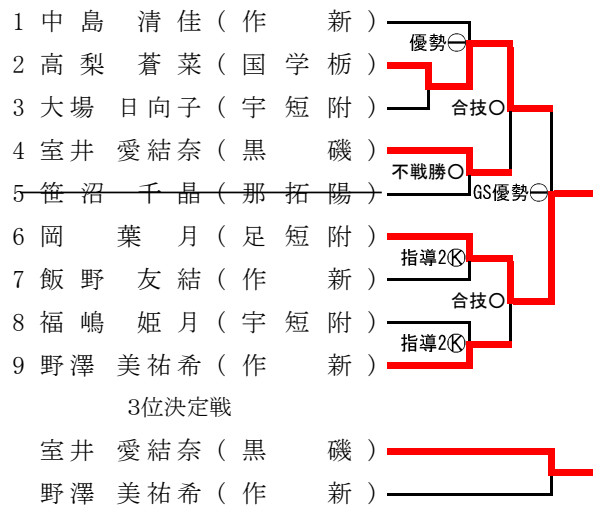 1 中島 清佳(作 新)
優勢㊀
2 高梨 蒼菜(国学栃)
3 大場 日向子(宇短附)
合技○
4 室井 愛結奈(黒 磯)
不戦勝○
5 笹沼 千晶(那拓陽)
GS優勢㊀
6 岡 葉月(足短附)
指導2Ⓚ
7 飯野 友結(作 新)
合技○
8 福嶋 姫月(宇短附)
指導2Ⓚ
9 野澤 美祐希(作 新)
3位決定戦
室井 愛結奈(黒 磯)
野澤 美祐希(作 新)